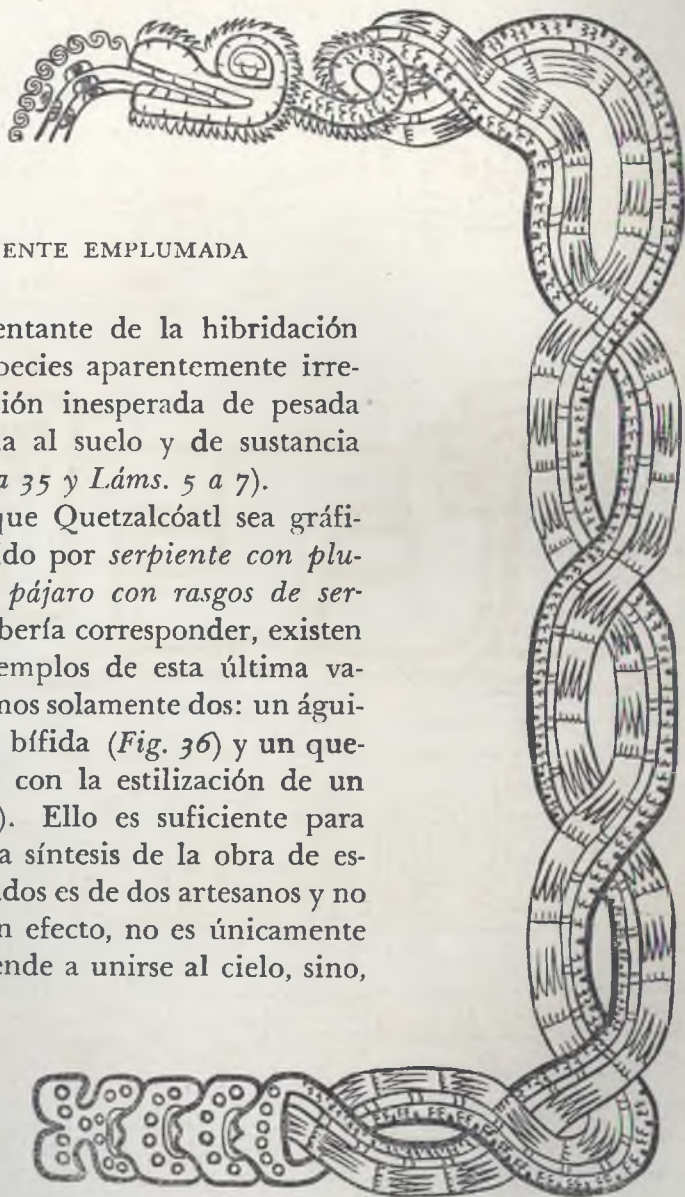 ENTE EMPLUMADA
entante de la hibridación
pecies aparentemente irre-
ión inesperada de pesada
a al suelo y de sustancia
a 35 y Láms. 5 a 7).
que Quetzalcóatl sea gráfi-
do por serpiente con plu-
pájaro con rasgos de ser-
bería corresponder, existen
emplos de esta última va-
nos solamente dos: un águi-
bífida (Fig. 36) y un que-
con la estilización de un
). Ello es suficiente para
a síntesis de la obra de es-
dos es de dos artesanos y no
n efecto, no es únicamente
ende a unirse al cielo, sino,